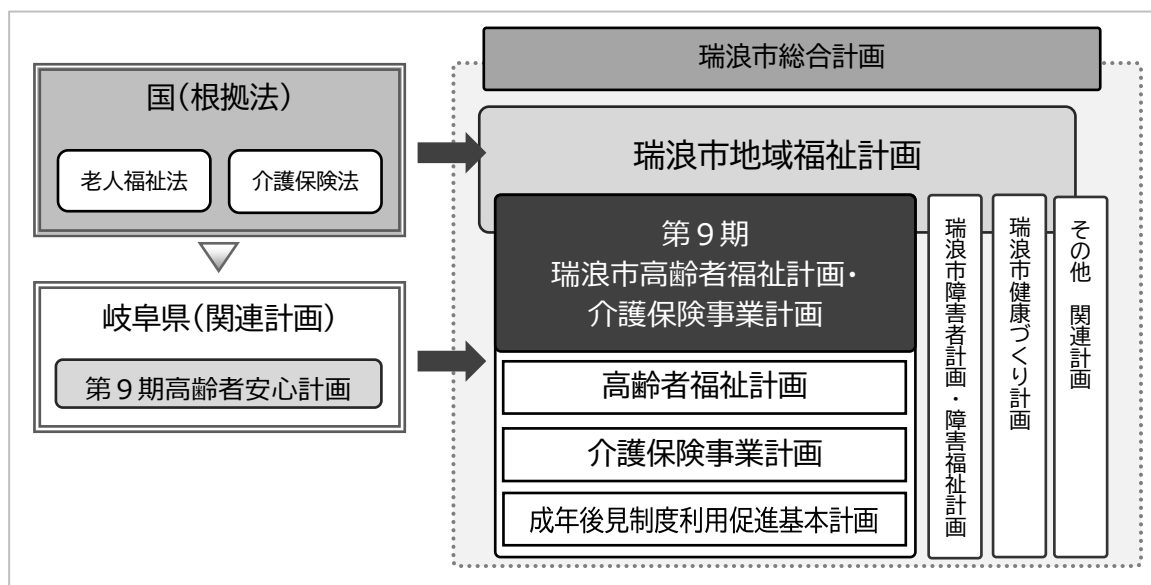 国(根拠法)
老人福祉法
介護保険法
岐阜県(関連計画)
第9期高齢者安心計画
瑞浪市総合計画
瑞浪市地域福祉計画
第9期
瑞浪市高齢者福祉計画・
介護保険事業計画
高齢者福祉計画
介護保険事業計画
成年後見制度利用促進基本計画
瑞浪市障害者計画・障害福祉計画
瑞浪市健康づくり計画
その他 関連計画